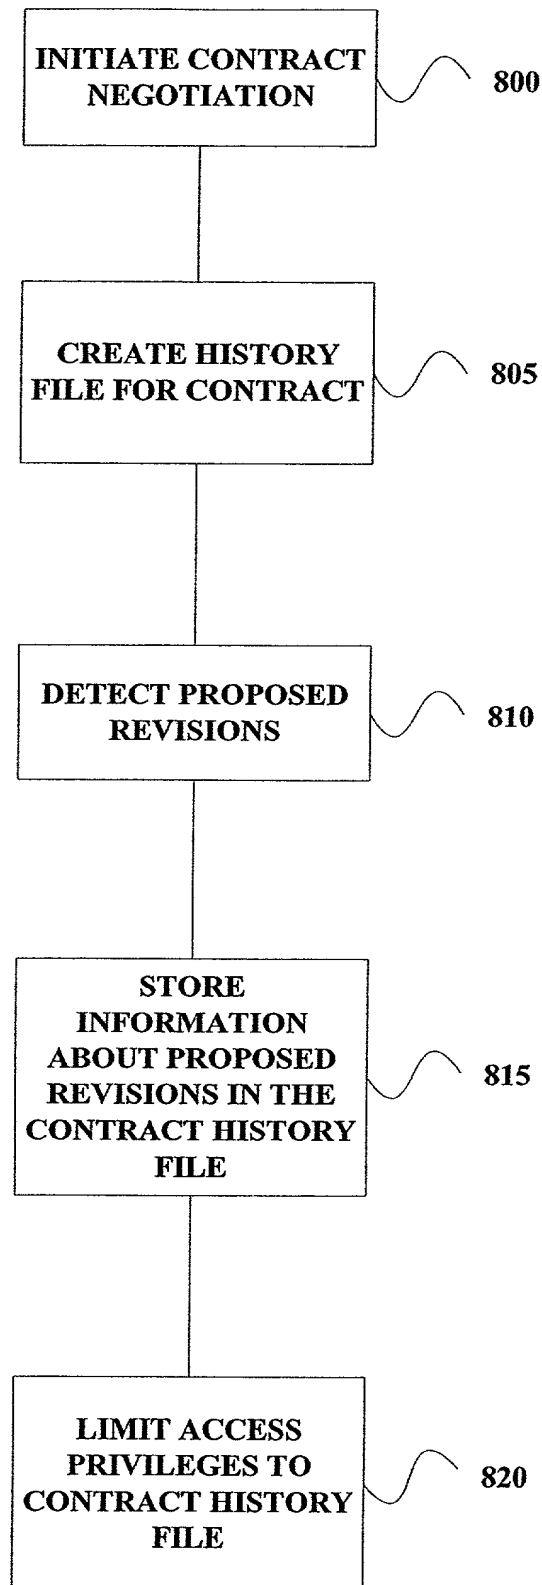 INITIATE CONTRACT
NEGOTIATION
800
CREATE HISTORY
FILE FOR CONTRACT
805
DETECT PROPOSED
REVISIONS
810
STORE
INFORMATION
ABOUT PROPOSED
REVISIONS IN THE
CONTRACT HISTORY
FILE
815
LIMIT ACCESS
PRIVILEGES TO
CONTRACT HISTORY
FILE
820